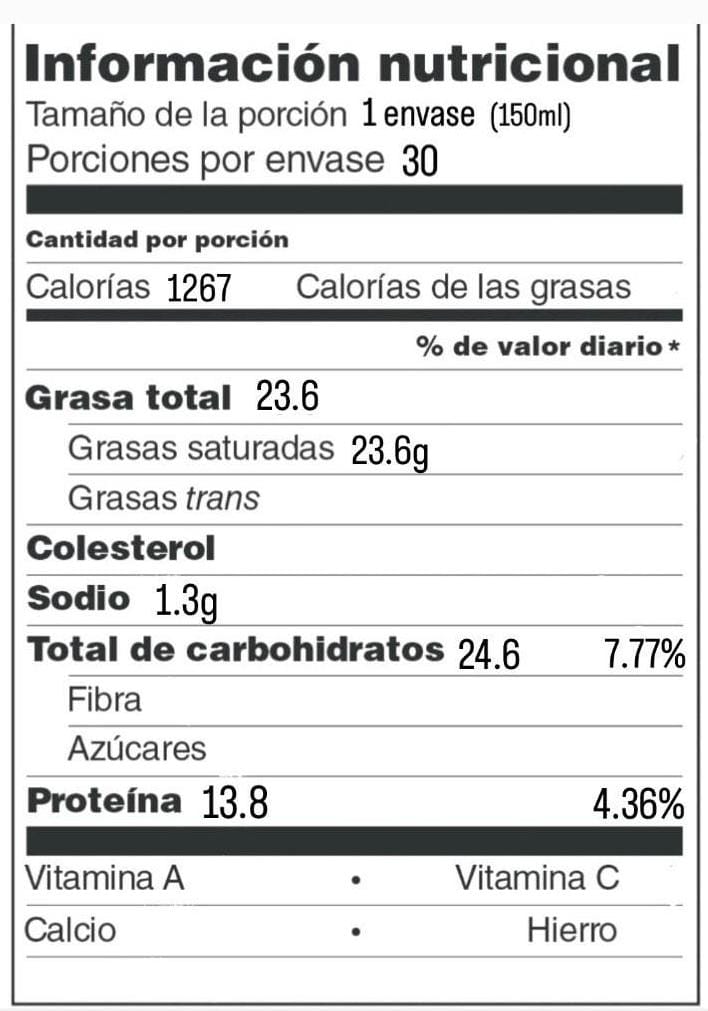 Información nutricional
Tamaño de la porción 1 envase (150ml)
Porciones por envase 30
Cantidad por porción
Calorías 1267 Calorías de las grasas
% de valor diario *
Grasa total 23.6
Grasas saturadas 23.6g
Grasas trans
Colesterol
Sodio 1.3g
Total de carbohidratos 24.6 7.77%
Fibra
Azúcares
Proteína 13.8 4.36%
Vitamina A • Vitamina C
Calcio • Hierro